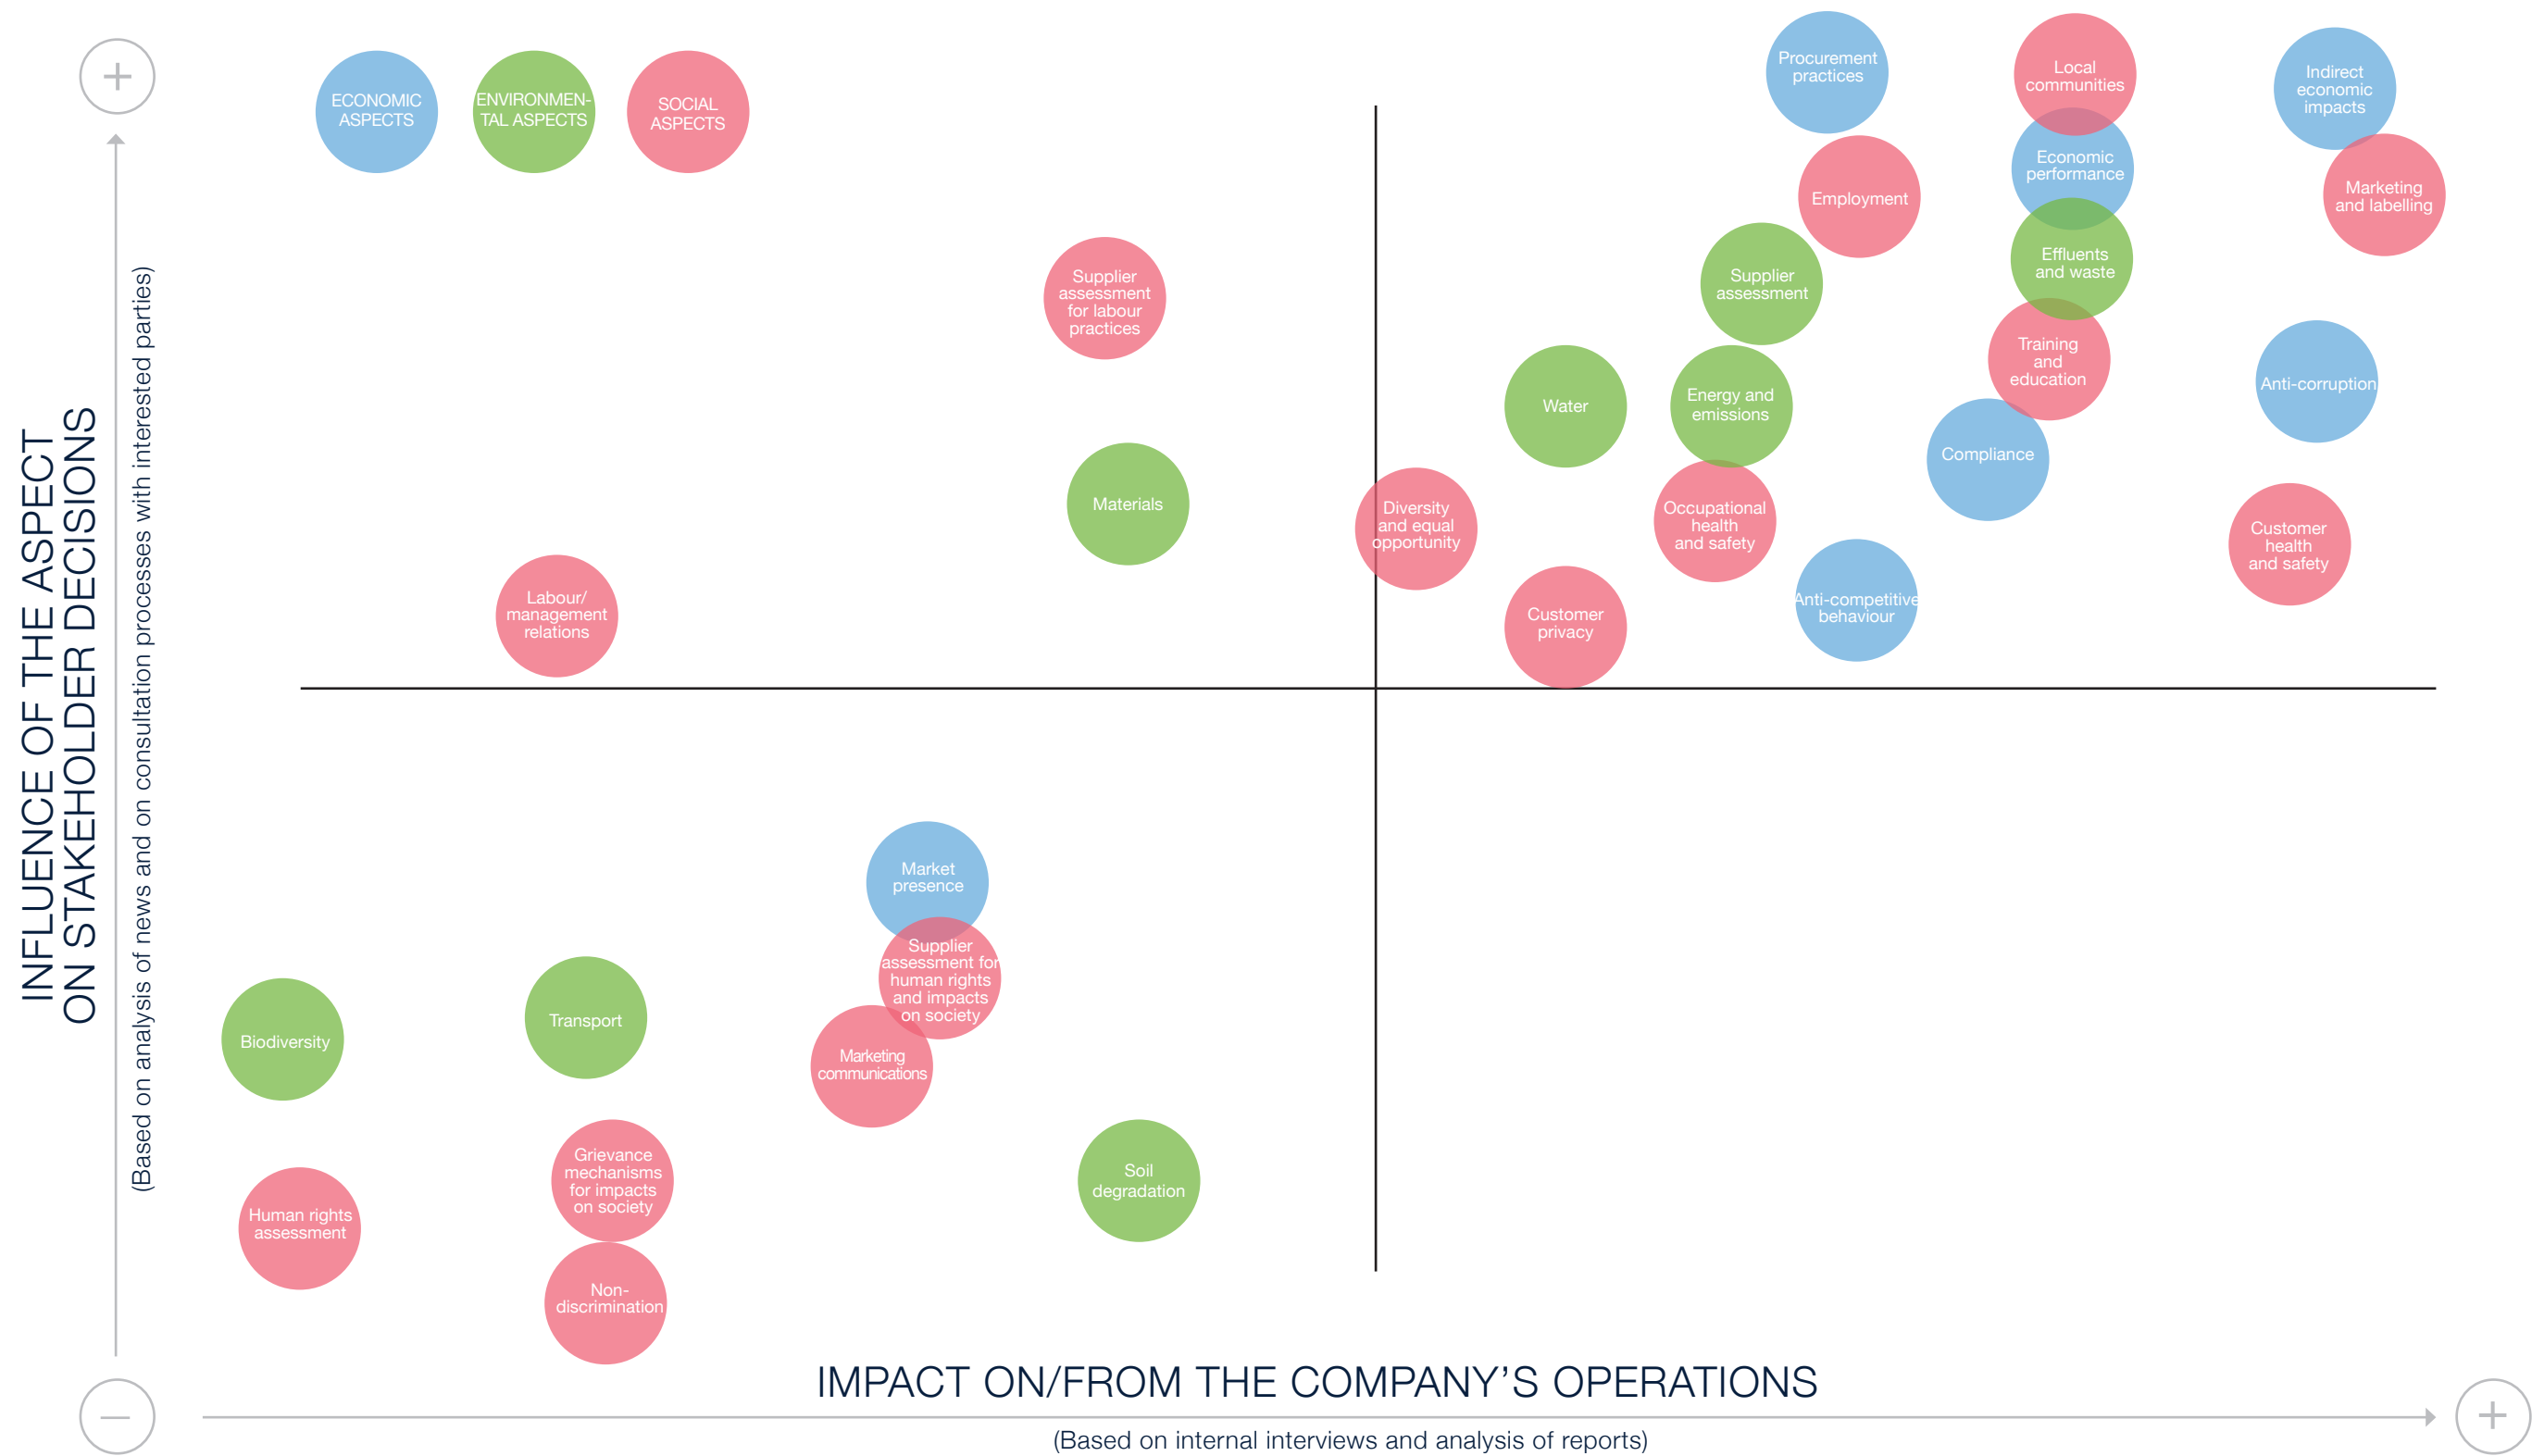 ECONOMIC
ASPECTS
ENVIRONMEN-
TAL ASPECTS
SOCIAL
ASPECTS
Procurement
practices
Local
communities
Indirect
economic
impacts
Economic
performance
Marketing
and labelling
Employment
Supplier
assessment
for labour
practices
Supplier
assessment
Effluents
and waste
Training
and
education
Anti-corruption
Water
Energy and
emissions
Compliance
Materials
Diversity
and equal
opportunity
Occupational
health
and safety
Customer
health
and safety
Labour/
management
relations
Customer
privacy
Anti-competitive
behaviour
INFLUENCE OF THE ASPECT
ON STAKEHOLDER DECISIONS
(Based on analysis of news and on consultation processes with interested parties)
Market
presence
Supplier
assessment for
human rights
and impacts
on society
Biodiversity
Transport
Marketing
communications
Grievance
mechanisms
for impacts
on society
Soil
degradation
Human rights
assessment
Non-
discrimination
IMPACT ON/FROM THE COMPANY’S OPERATIONS
(Based on internal interviews and analysis of reports)